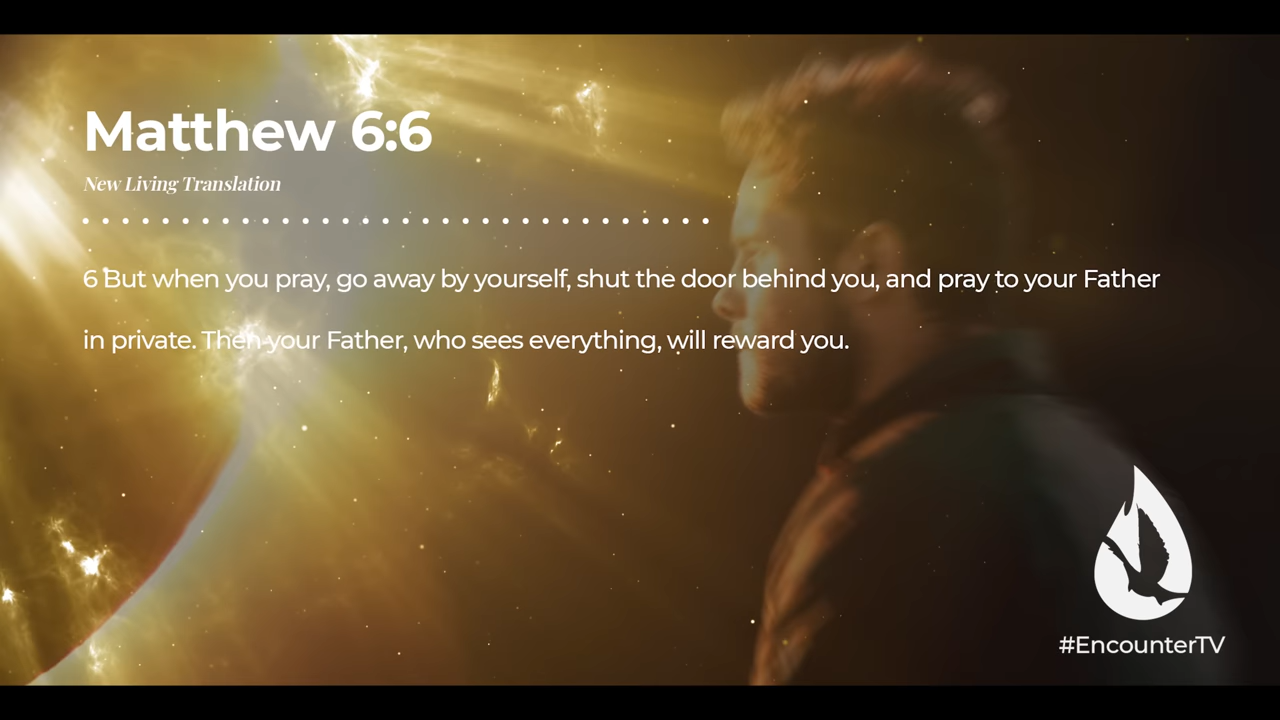 Matthew 6:6
New Living Translation
6 But when you pray, go away by yourself, shut the door behind you, and pray to your Father
in private. Then your Father, who sees everything, will reward you.
#EncounterTV